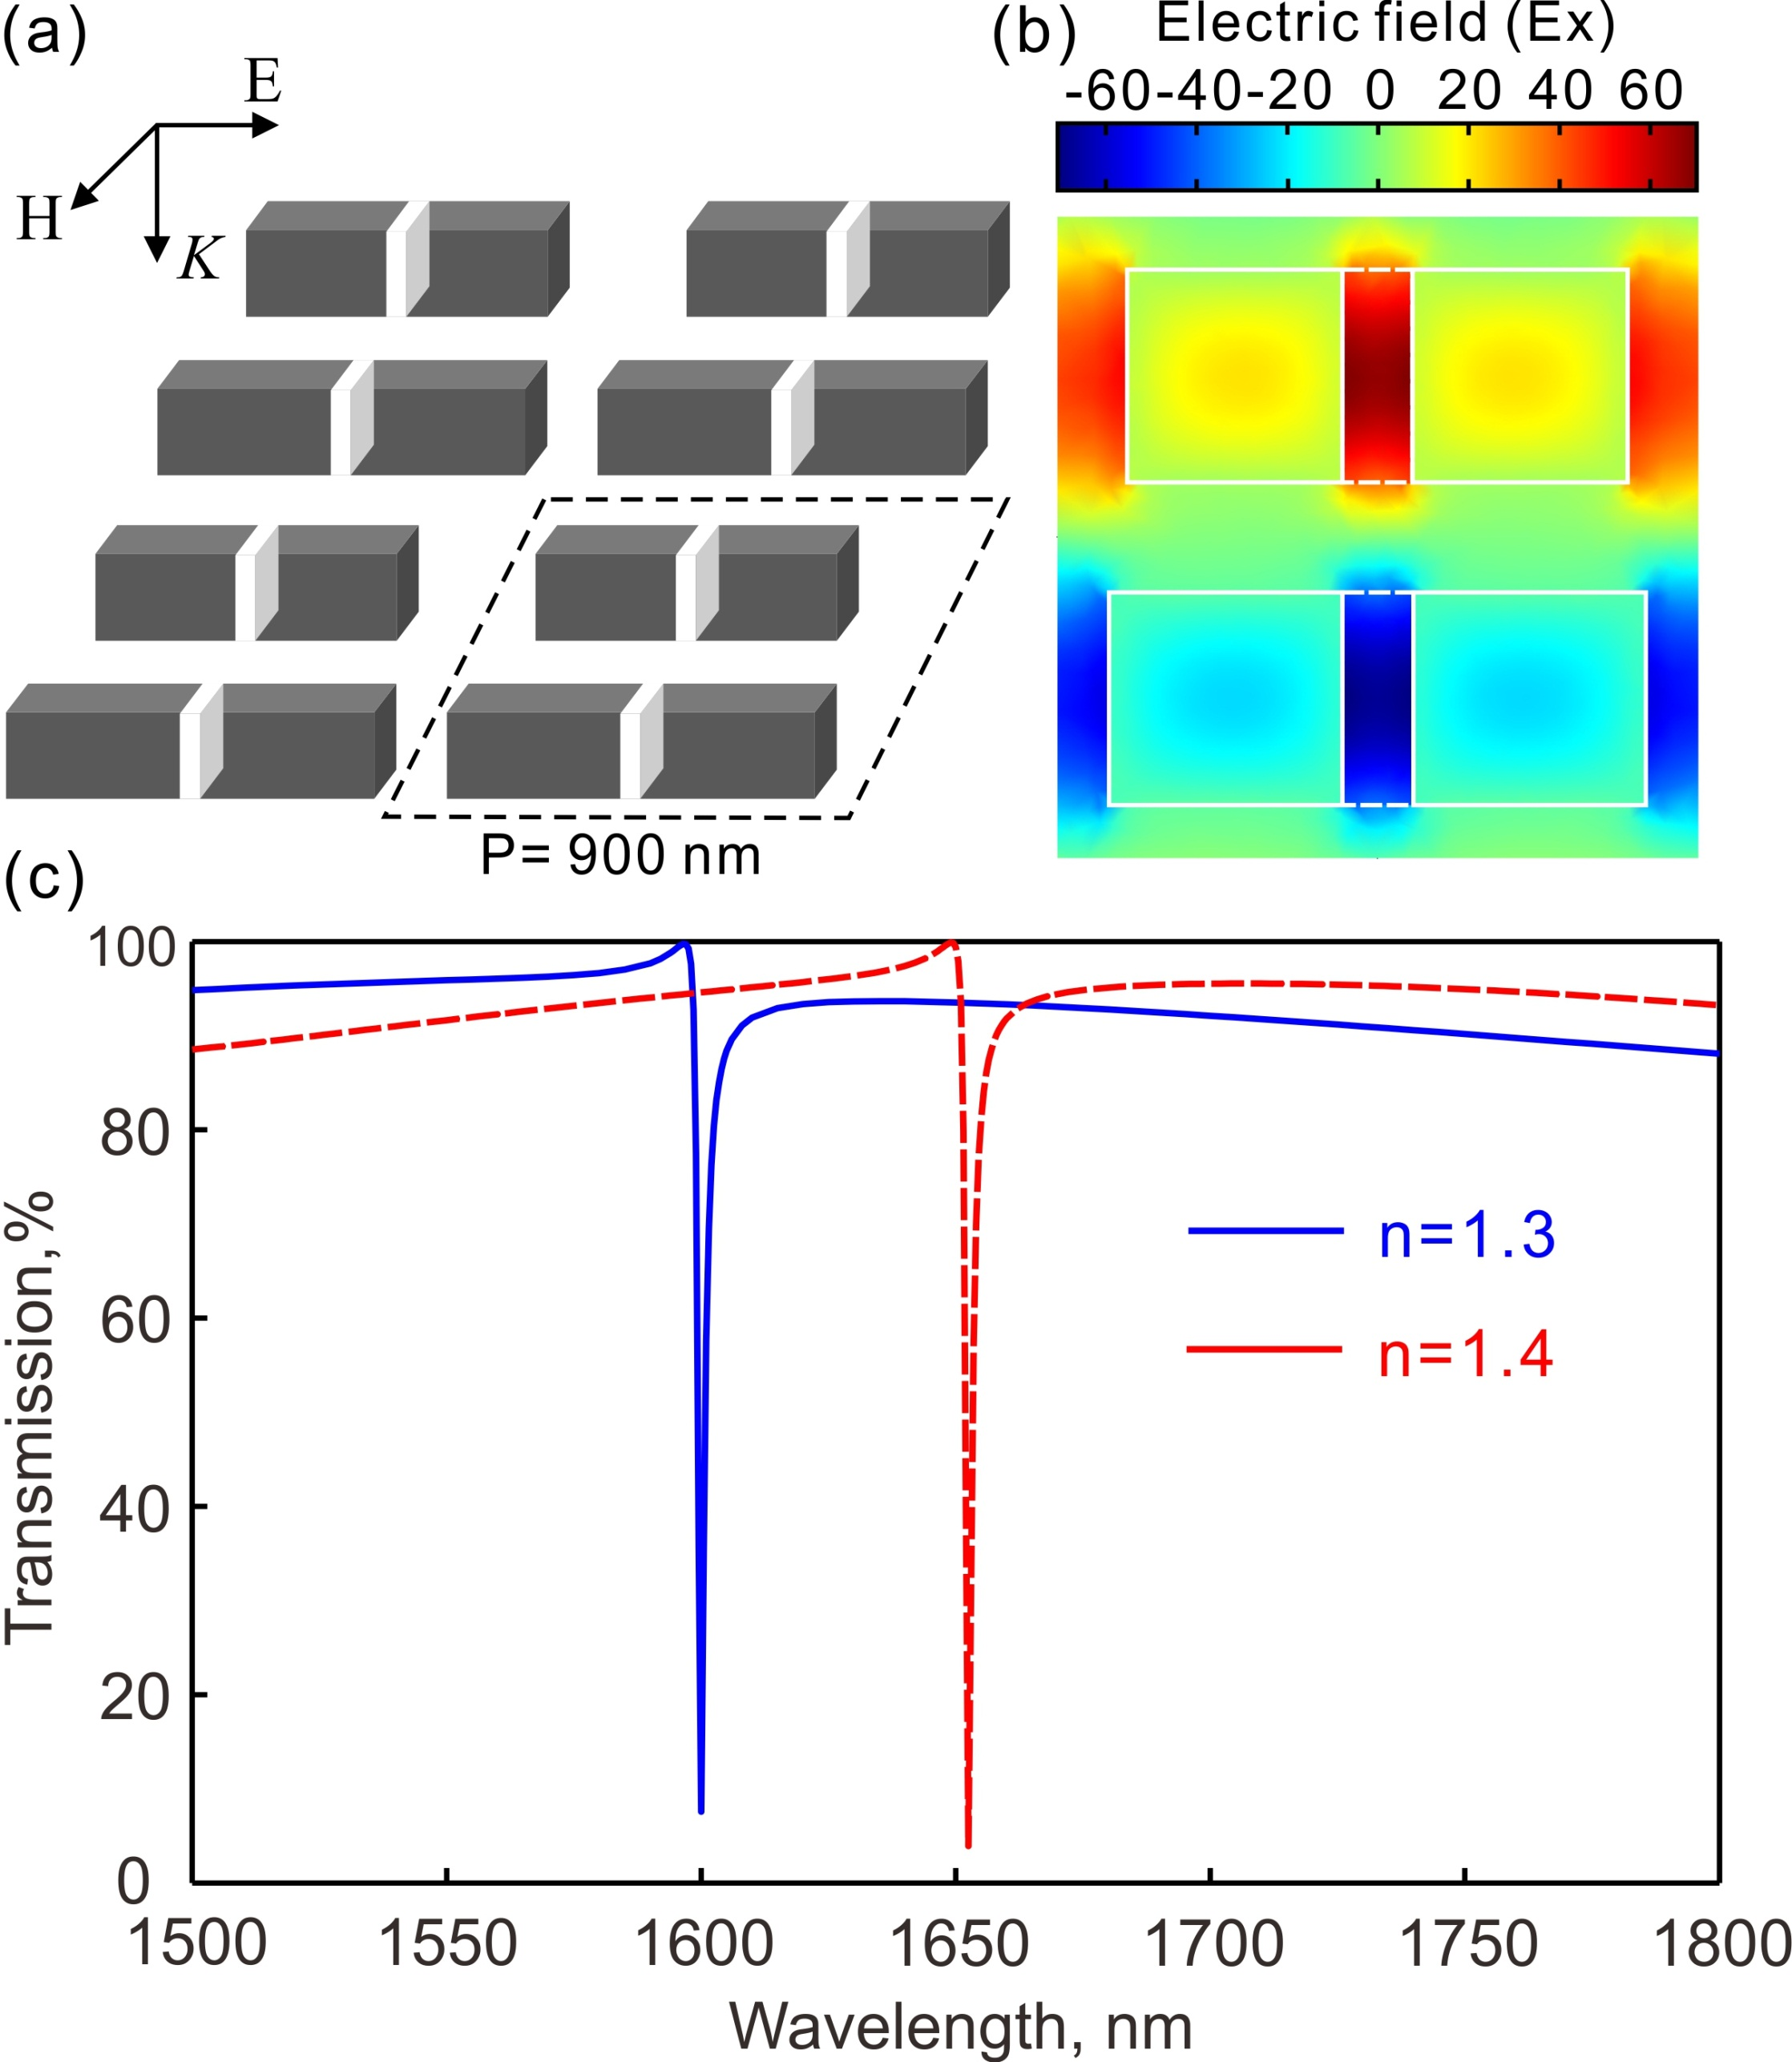 (a)
E
H
K
P= 900 nm
(b)
Electric field (Ex)
-60 -40 -20 0 20 40 60
(c)
100
80
60
40
20
0
Transmission,%
n=1.3
n=1.4
1500 1550 1600 1650 1700 1750 1800
Wavelength, nm